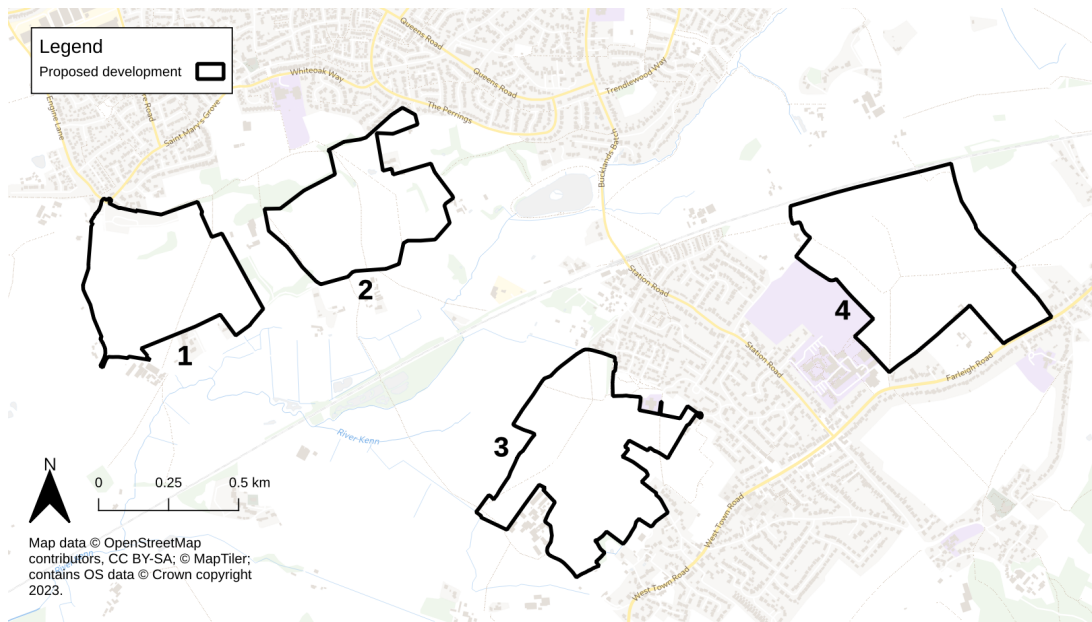 Legend
Proposed development
Queens Road
Whiteoak Way
Queens Road
Trendlewood Way
Engine Lane
re Road
Saint Mary's Grove
The Perrings
Bucklands Batch
Station Road
1
2
3
4
Station Road
Farleigh Road
River Kenn
West Town Road
West Town Road
N
0 0.25 0.5 km
Map data © OpenStreetMap
contributors, CC BY-SA; © MapTiler;
contains OS data © Crown copyright
2023.